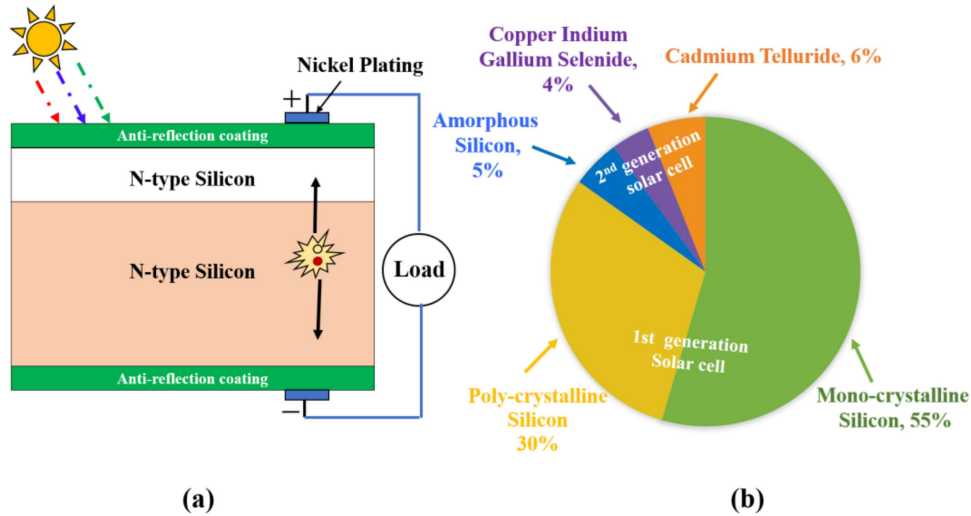 Nickel Plating
+
Anti-reflection coating
N-type Silicon
N-type Silicon
Load
Anti-reflection coating
−
(a)
Copper Indium
Gallium Selenide,
4%
Cadmium Telluride, 6%
Amorphous
Silicon,
5%
2nd generation
solar cell
1st generation
Solar cell
Poly-crystalline
Silicon
30%
Mono-crystalline
Silicon, 55%
(b)